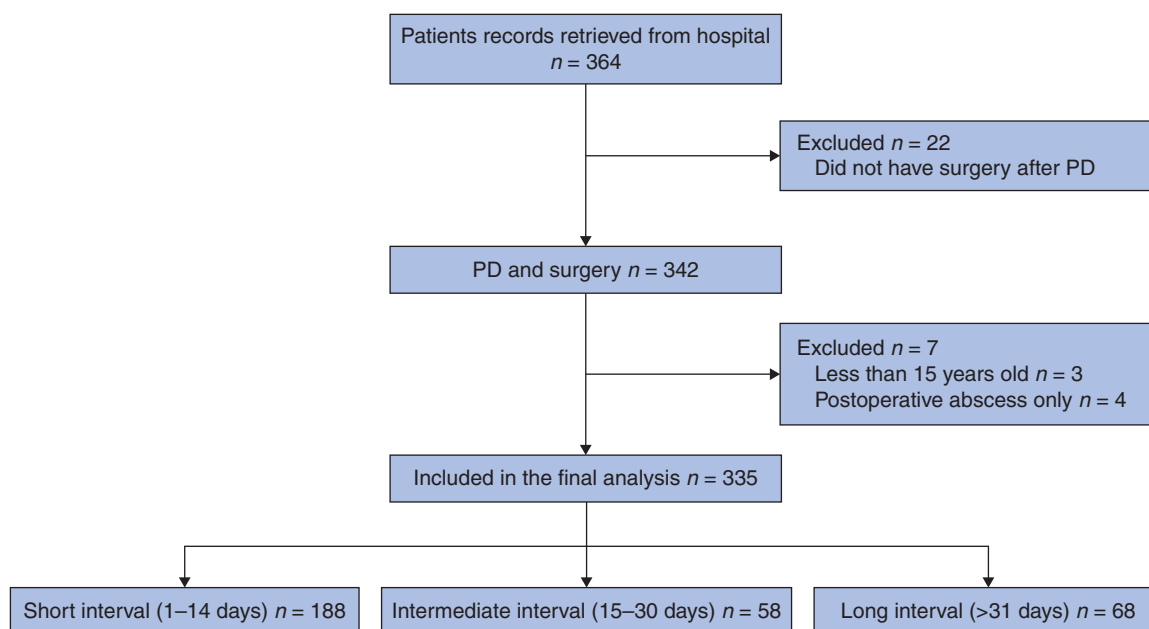 Patients records retrieved from hospital
n = 364
Excluded n = 22
Did not have surgery after PD
PD and surgery n = 342
Excluded n = 7
Less than 15 years old n = 3
Postoperative abscess only n = 4
Included in the final analysis n = 335
Short interval (1–14 days) n = 188
Intermediate interval (15–30 days) n = 58
Long interval (>31 days) n = 68